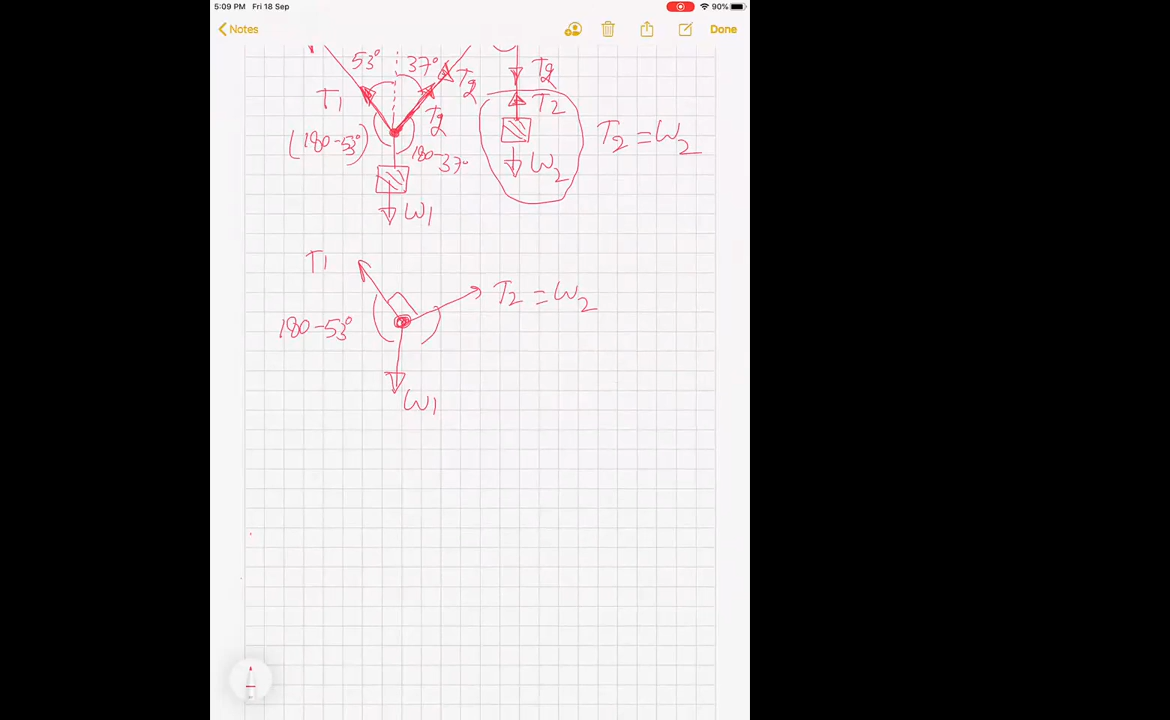 5:09 PM Fri 18 Sep
90%
Notes
Done
53° 37°
T2
T2
T1
T2
T2
T2 = W2
(180-53°)
180-37°
W2
W1
T1
T2 = W2
180-53°
W1